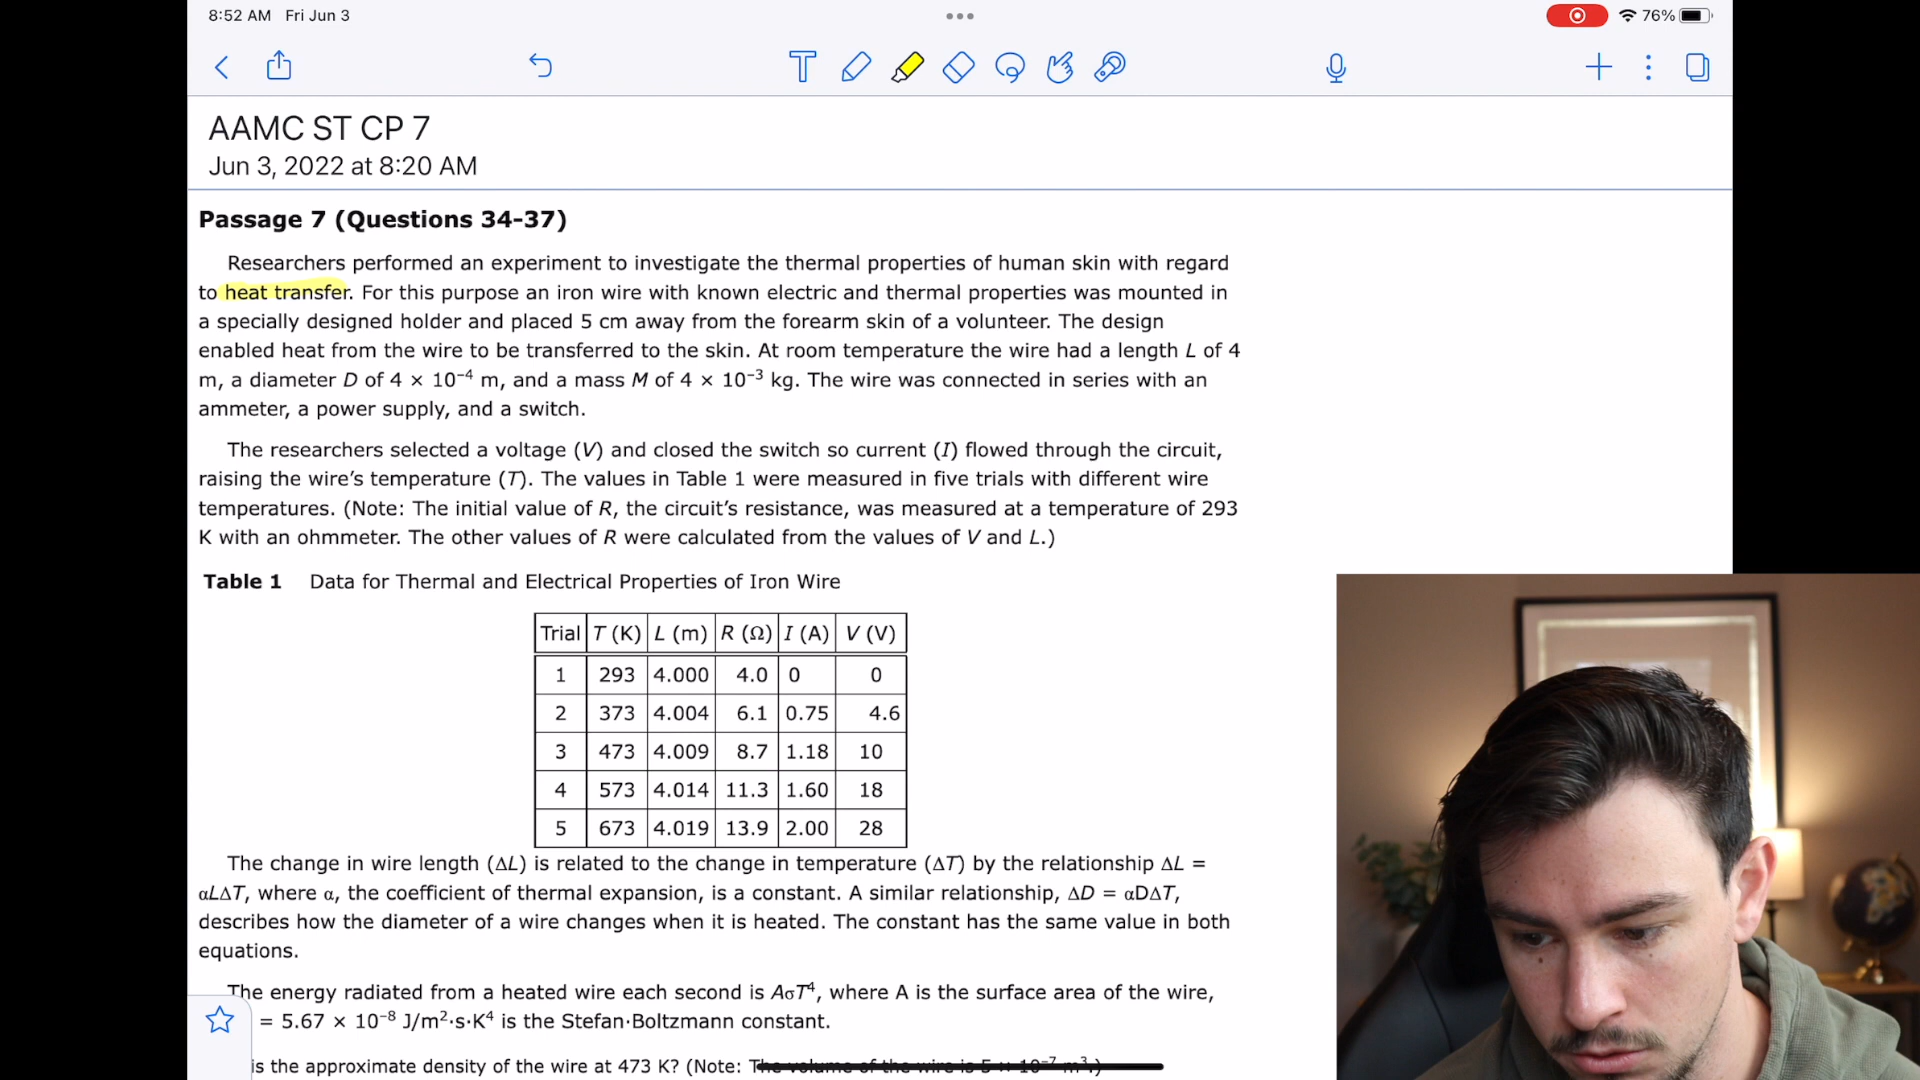 8:52 AM Fri Jun 3
76%
AAMC ST CP 7
Jun 3, 2022 at 8:20 AM
Passage 7 (Questions 34-37)
Researchers performed an experiment to investigate the thermal properties of human skin with regard
to heat transfer. For this purpose an iron wire with known electric and thermal properties was mounted in
a specially designed holder and placed 5 cm away from the forearm skin of a volunteer. The design
enabled heat from the wire to be transferred to the skin. At room temperature the wire had a length L of 4
m, a diameter D of 4 × 10⁻⁴ m, and a mass M of 4 × 10⁻³ kg. The wire was connected in series with an
ammeter, a power supply, and a switch.
The researchers selected a voltage (V) and closed the switch so current (I) flowed through the circuit,
raising the wire's temperature (T). The values in Table 1 were measured in five trials with different wire
temperatures. (Note: The initial value of R, the circuit's resistance, was measured at a temperature of 293
K with an ohmmeter. The other values of R were calculated from the values of V and L.)
Table 1 Data for Thermal and Electrical Properties of Iron Wire
Trial T (K) L (m) R (Ω) I (A) V (V)
1 293 4.000 4.0 0 0
2 373 4.004 6.1 0.75 4.6
3 473 4.009 8.7 1.18 10
4 573 4.014 11.3 1.60 18
5 673 4.019 13.9 2.00 28
The change in wire length (ΔL) is related to the change in temperature (ΔT) by the relationship ΔL =
αLΔT, where α, the coefficient of thermal expansion, is a constant. A similar relationship, ΔD = αDΔT,
describes how the diameter of a wire changes when it is heated. The constant has the same value in both
equations.
The energy radiated from a heated wire each second is AσT⁴, where A is the surface area of the wire,
= 5.67 × 10⁻⁸ J/m²·s·K⁴ is the Stefan·Boltzmann constant.
is the approximate density of the wire at 473 K? (Note: The volume of the wire is 5 × 10⁻⁷ m³.)